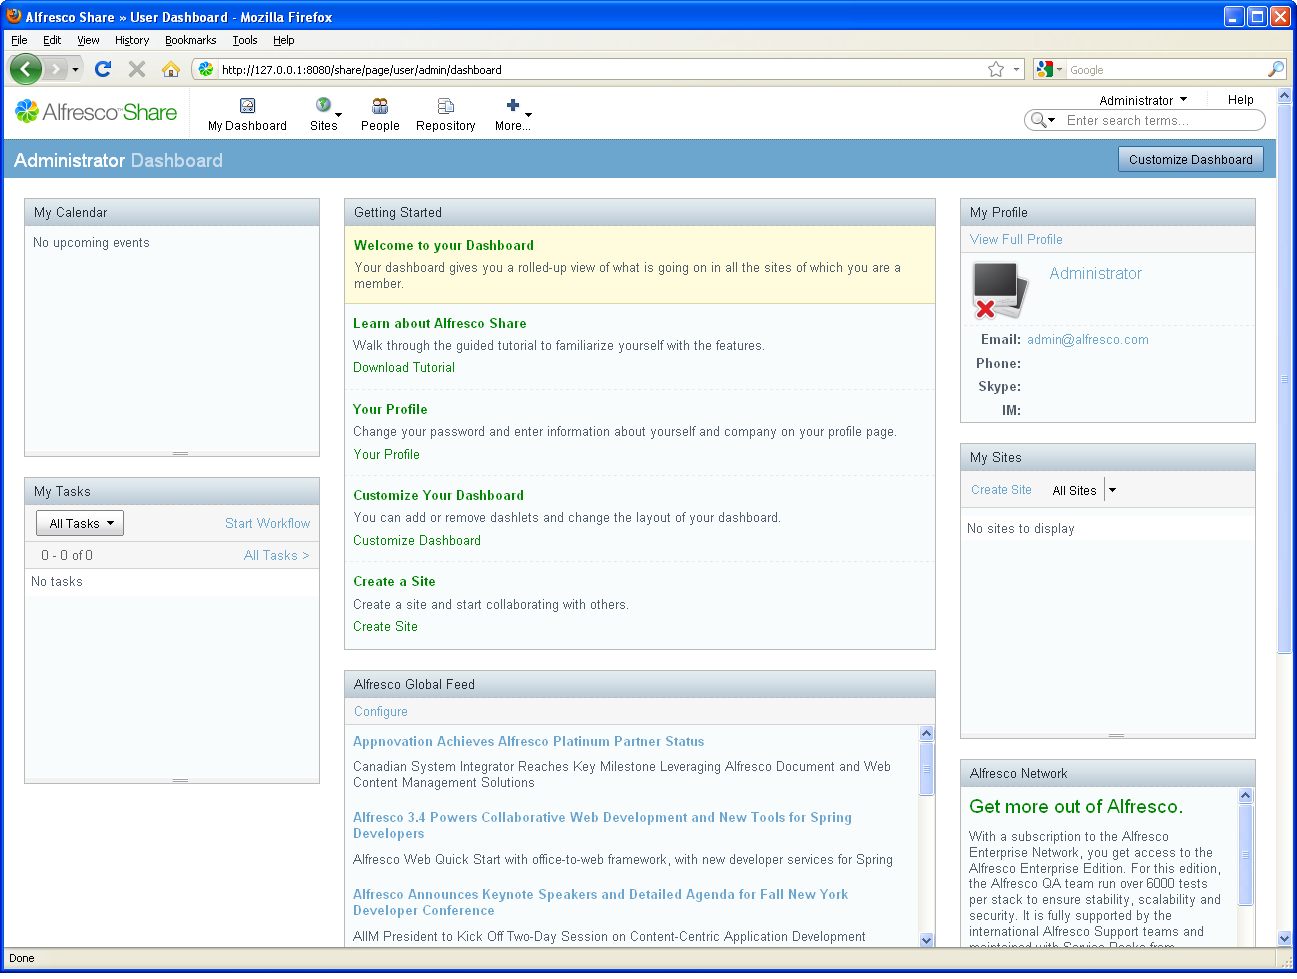 Alfresco Share » User Dashboard - Mozilla Firefox
File Edit View History Bookmarks Tools Help
http://127.0.0.1:8080/share/page/user/admin/dashboard
Google
Alfresco™ Share
My Dashboard Sites People Repository More...
Administrator Help
Enter search terms...
Administrator Dashboard
Customize Dashboard
My Calendar
No upcoming events
My Tasks
All Tasks Start Workflow
0 - 0 of 0 All Tasks >
No tasks
Getting Started
Welcome to your Dashboard
Your dashboard gives you a rolled-up view of what is going on in all the sites of which you are a
member.
Learn about Alfresco Share
Walk through the guided tutorial to familiarize yourself with the features.
Download Tutorial
Your Profile
Change your password and enter information about yourself and company on your profile page.
Your Profile
Customize Your Dashboard
You can add or remove dashlets and change the layout of your dashboard.
Customize Dashboard
Create a Site
Create a site and start collaborating with others.
Create Site
Alfresco Global Feed
Configure
Appnovation Achieves Alfresco Platinum Partner Status
Canadian System Integrator Reaches Key Milestone Leveraging Alfresco Document and Web
Content Management Solutions
Alfresco 3.4 Powers Collaborative Web Development and New Tools for Spring
Developers
Alfresco Web Quick Start with office-to-web framework, with new developer services for Spring
Alfresco Announces Keynote Speakers and Detailed Agenda for Fall New York
Developer Conference
AIIM President to Kick Off Two-Day Session on Content-Centric Application Development
My Profile
View Full Profile
Administrator
Email: admin@alfresco.com
Phone:
Skype:
IM:
My Sites
Create Site All Sites
No sites to display
Alfresco Network
Get more out of Alfresco.
With a subscription to the Alfresco
Enterprise Network, you get access to the
Alfresco Enterprise Edition. For this edition,
the Alfresco QA team run over 6000 tests
per stack to ensure stability, scalability and
security. It is fully supported by the
international Alfresco Support teams and
maintained with Service Packs from
Done